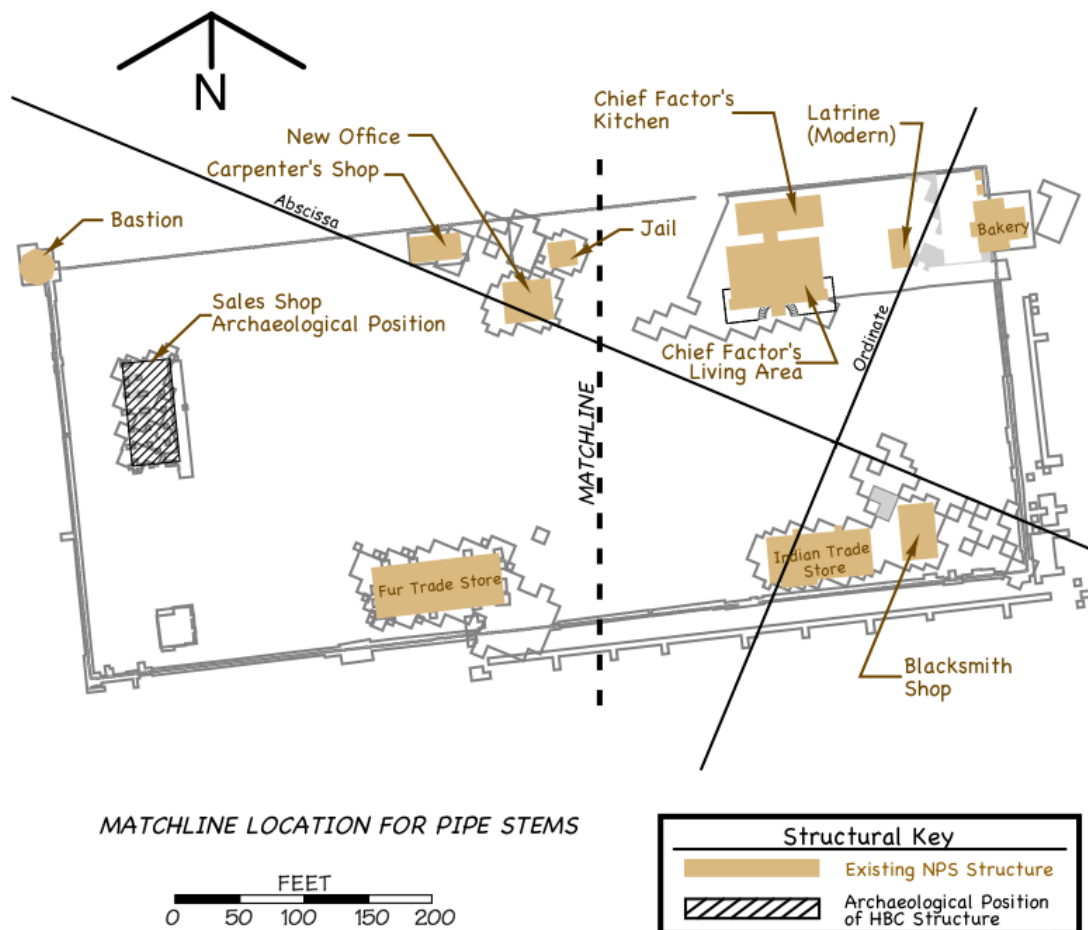 N
Chief Factor's
Kitchen
Latrine
(Modern)
New Office
Carpenter's Shop
Abscissa
Bastion
Jail
Bakery
Sales Shop
Archaeological Position
Ordinate
Chief Factor's
Living Area
MATCHLINE
Indian Trade
Store
Fur Trade Store
Blacksmith
Shop
MATCHLINE LOCATION FOR PIPE STEMS
FEET
0 50 100 150 200
Structural Key
Existing NPS Structure
Archaeological Position
of HBC Structure